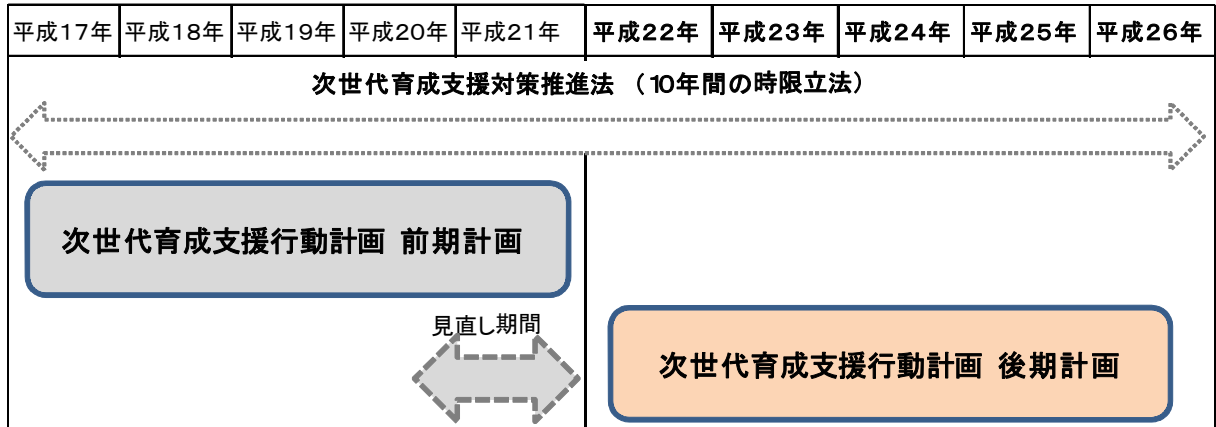 平成17年 平成18年 平成19年 平成20年 平成21年 平成22年 平成23年 平成24年 平成25年 平成26年
次世代育成支援対策推進法 （10年間の時限立法）
次世代育成支援行動計画 前期計画
見直し期間
次世代育成支援行動計画 後期計画